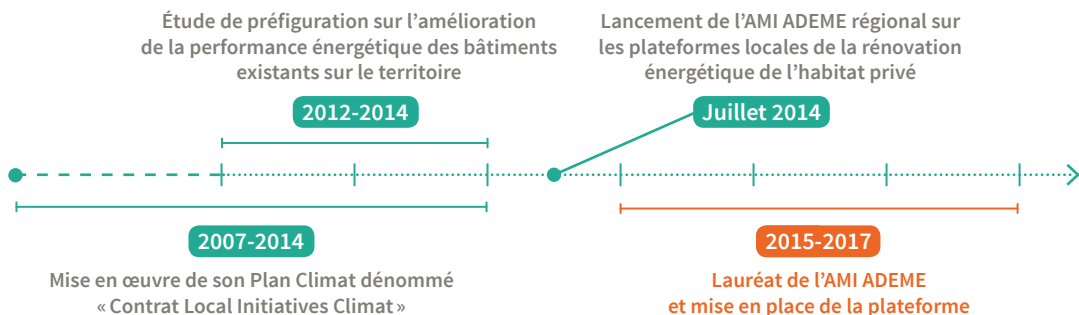 Étude de préfiguration sur l’amélioration
de la performance énergétique des bâtiments
existants sur le territoire
2012-2014
Lancement de l’AMI ADEME régional sur
les plateformes locales de la rénovation
énergétique de l’habitat privé
Juillet 2014
2007-2014
Mise en œuvre de son Plan Climat dénommé
« Contrat Local Initiatives Climat »
2015-2017
Lauréat de l’AMI ADEME
et mise en place de la plateforme